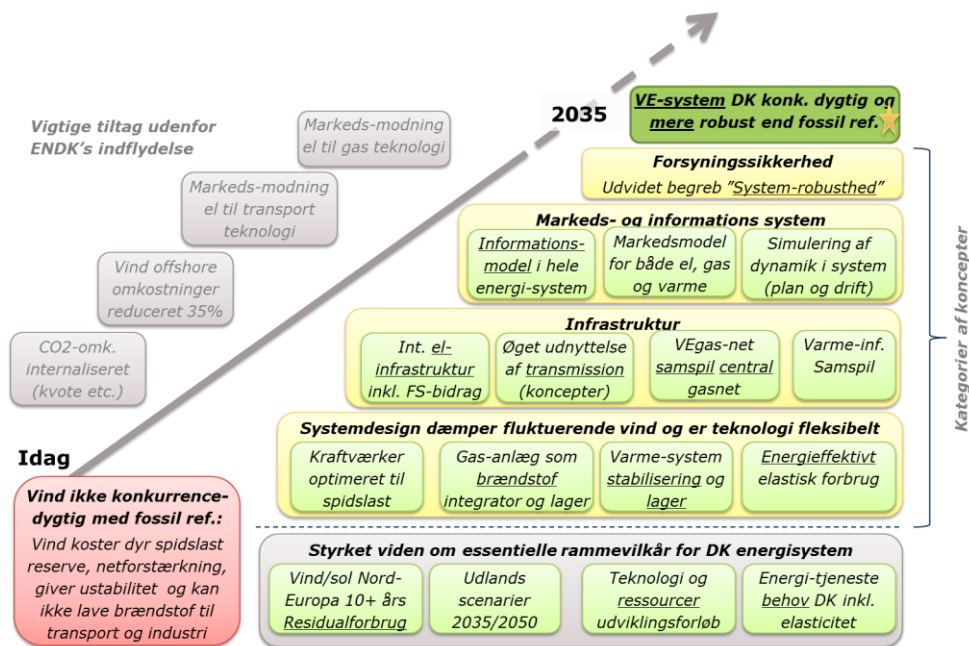 2035
VE-system DK konk. dygtig og
mere robust end fossil ref.
Vigtige tiltag udenfor
ENDK's indflydelse
Markeds-modning
el til gas teknologi
Markeds-modning
el til transport
teknologi
Vind offshore
omkostninger
reduceret 35%
CO2-omk.
internaliseret
(kvote etc.)
Forsyningssikkerhed
Udvidet begreb ”System-robusthed”
Markeds- og informations system
Informations-
model i hele
energi-system
Markedsmodel
for både el, gas
og varme
Simulering af
dynamik i system
(plan og drift)
Infrastruktur
Int. el-
infrastruktur
inkl. FS-bidrag
Øget udnyttelse
af transmission
(koncepter)
VEgas-net
samspil central
gasnet
Varme-inf.
Samspil
Systemdesign dæmper fluktuerende vind og er teknologi fleksibelt
Kraftværker
optimeret til
spidslast
Gas-anlæg som
brændstof
integrator og lager
Varme-system
stabilisering og
lager
Energieffektivt
elastisk forbrug
Kategorier af koncepter
Idag
Vind ikke konkurrence-
dygtig med fossil ref.:
Vind koster dyr spidslast
reserve, netforstærkning,
giver ustabilitet og kan
ikke lave brændstof til
transport og industri
Styrket viden om essentielle rammevilkår for DK energisystem
Vind/sol Nord-
Europa 10+ års
Residualforbrug
Udlands
scenarier
2035/2050
Teknologi og
ressourcer
udviklingsforløb
Energi-tjeneste
behov DK inkl.
elasticitet